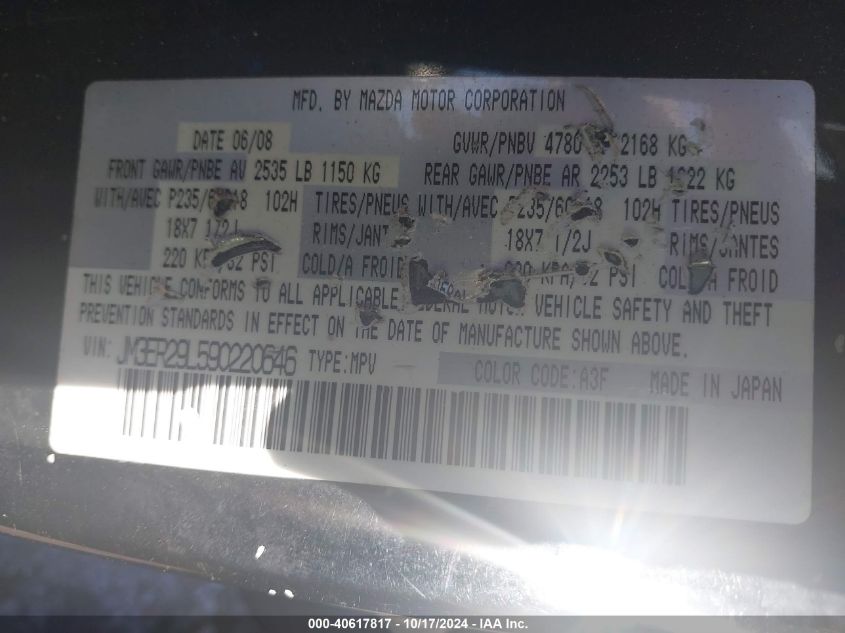 MFD. BY MAZDA MOTOR CORPORATION
DATE 06/08 GVWR/PNBV 4780 2168 KG
FRONT GAWR/PNBE AV 2535 LB 1150 KG REAR GAWR/PNBE AR 2253 LB KG
WITH/AVEC 102H TIRES/PNEUS WITH/AVEC 102H TIRES/PNEUS
18X7 1/2J RIMS/JANT 18X7 1/2J RIMS/JANTES
220 PSI COLD/A FROID PSI FROID
THIS VEHICLE CONFORMS TO ALL APPLICABLE VEHICLE SAFETY AND THEFT
PREVENTION STANDARDS IN EFFECT ON THE DATE OF MANUFACTURE SHOWN ABOVE.
VIN: JM3ER29L590220646 TYPE:MPV COLOR CODE:A3F MADE IN JAPAN
000-40617817 - 10/17/2024 - IAA Inc.